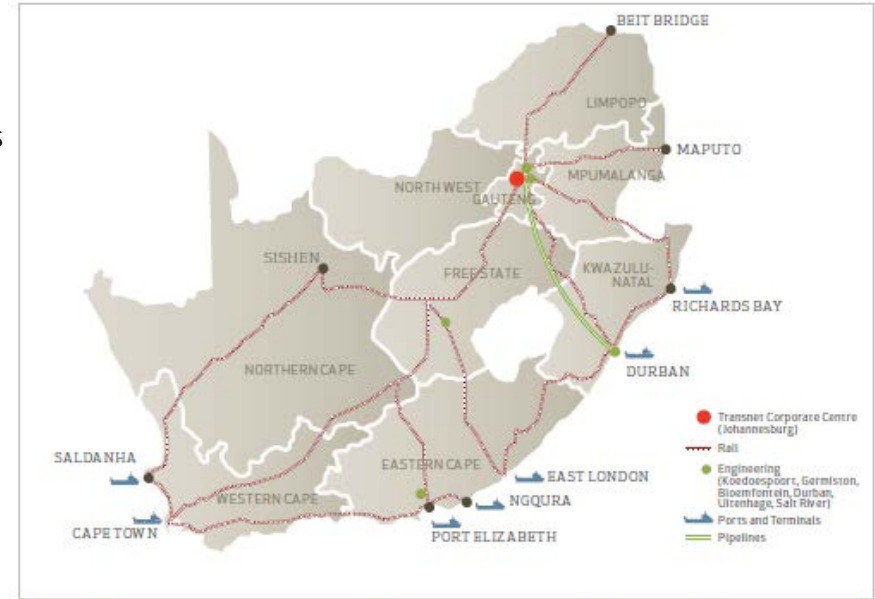 BEIT BRIDGE
LIMPOPO
MAPUTO
MPUMALANGA
NORTH WEST
GAUTENG
SISHEN
FREE STATE
KWAZULU-
NATAL
RICHARDS BAY
DURBAN
NORTHERN CAPE
SALDANHA
EASTERN CAPE
EAST LONDON
WESTERN CAPE
NGQURA
CAPE TOWN
PORT ELIZABETH
Transnet Corporate Centre
(Johannesburg)
Rail
Engineering
(Koedoespoort, Germiston,
Bloemfontein, Durban,
Uitenhage, Salt River)
Ports and Terminals
Pipelines